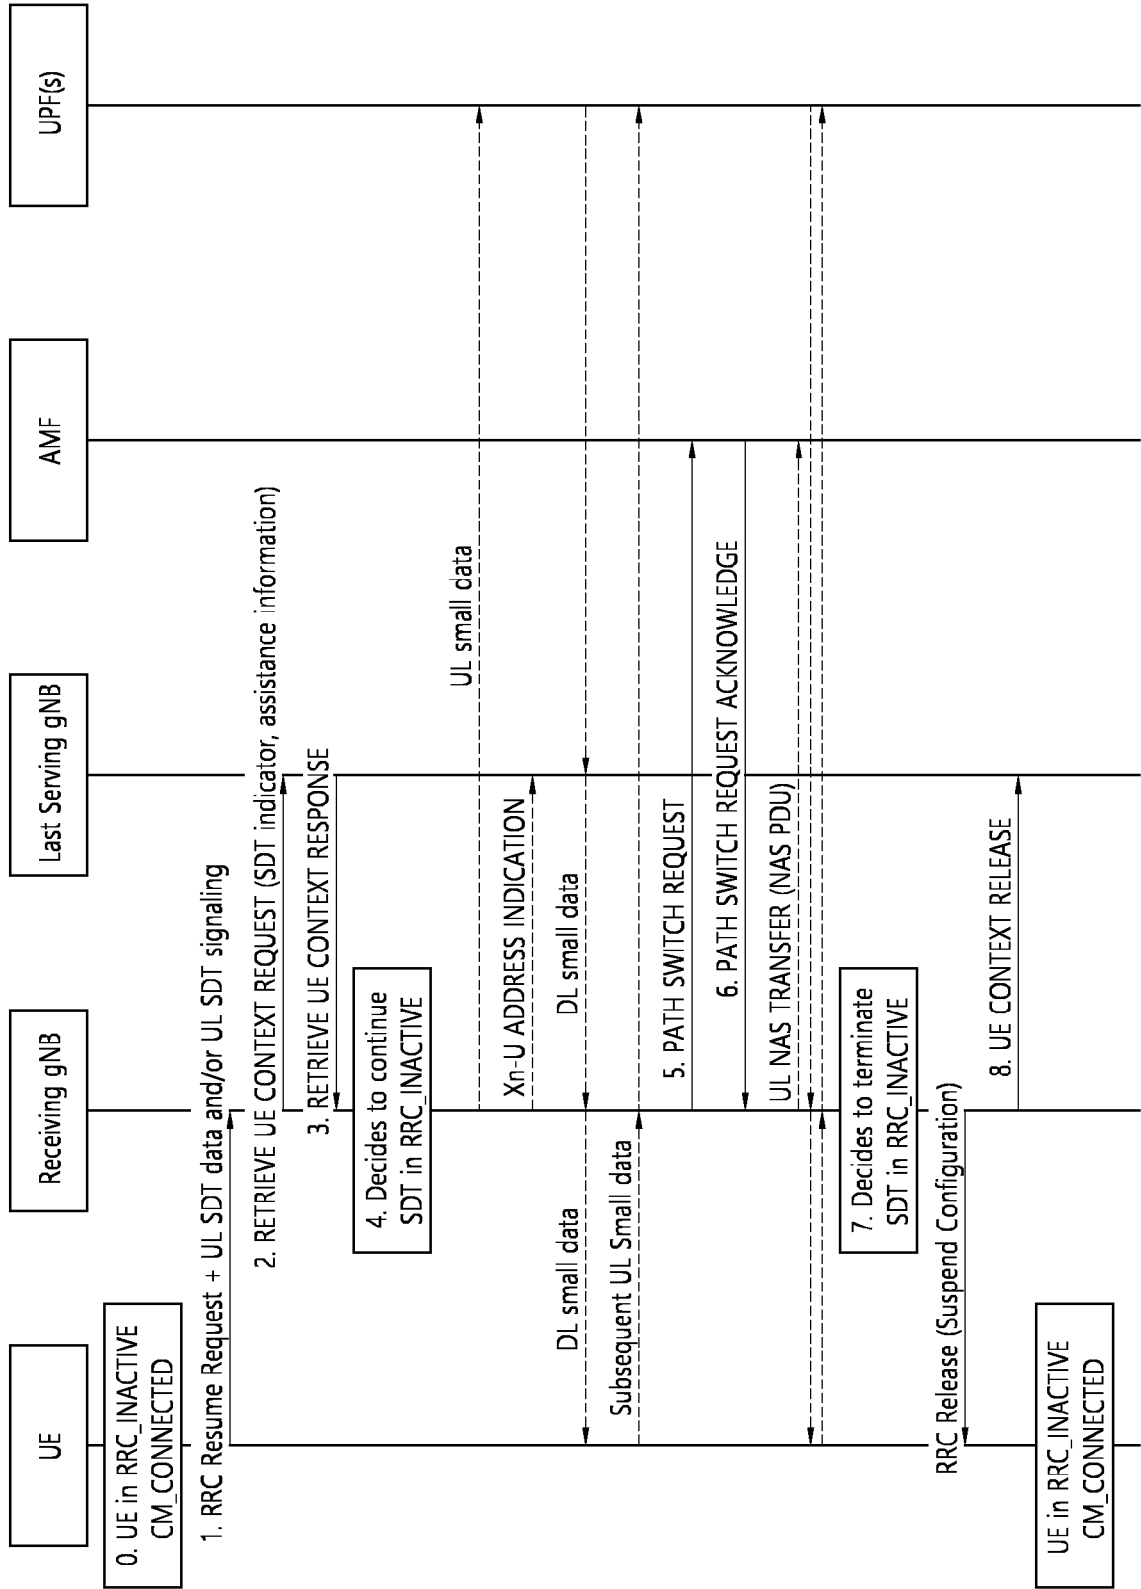 UE
Receiving gNB
Last Serving gNB
AMF
UPF(s)
0. UE in RRC_INACTIVE
CM_CONNECTED
1. RRC Resume Request + UL SDT data and/or UL SDT signaling
2. RETRIEVE UE CONTEXT REQUEST (SDT indicator, assistance information)
3. RETRIEVE UE CONTEXT RESPONSE
4. Decides to continue
SDT in RRC_INACTIVE
UL small data
Xn-U ADDRESS INDICATION
DL small data
DL small data
Subsequent UL Small data
5. PATH SWITCH REQUEST
6. PATH SWITCH REQUEST ACKNOWLEDGE
UL NAS TRANSFER (NAS PDU)
7. Decides to terminate
SDT in RRC_INACTIVE
RRC Release (Suspend Configuration)
8. UE CONTEXT RELEASE
UE in RRC_INACTIVE
CM_CONNECTED